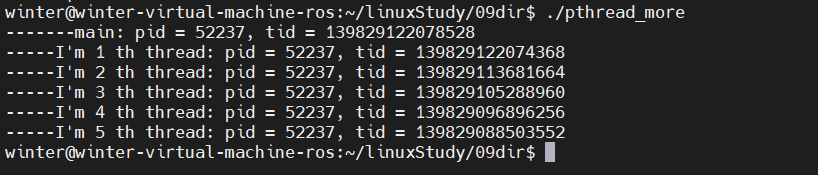 winter@winter-virtual-machine-ros:~/linuxStudy/09dir$ ./pthread_more
-------main: pid = 52237, tid = 139829122078528
-----I'm 1 th thread: pid = 52237, tid = 139829122074368
-----I'm 2 th thread: pid = 52237, tid = 139829113681664
-----I'm 3 th thread: pid = 52237, tid = 139829105288960
-----I'm 4 th thread: pid = 52237, tid = 139829096896256
-----I'm 5 th thread: pid = 52237, tid = 139829088503552
winter@winter-virtual-machine-ros:~/linuxStudy/09dir$